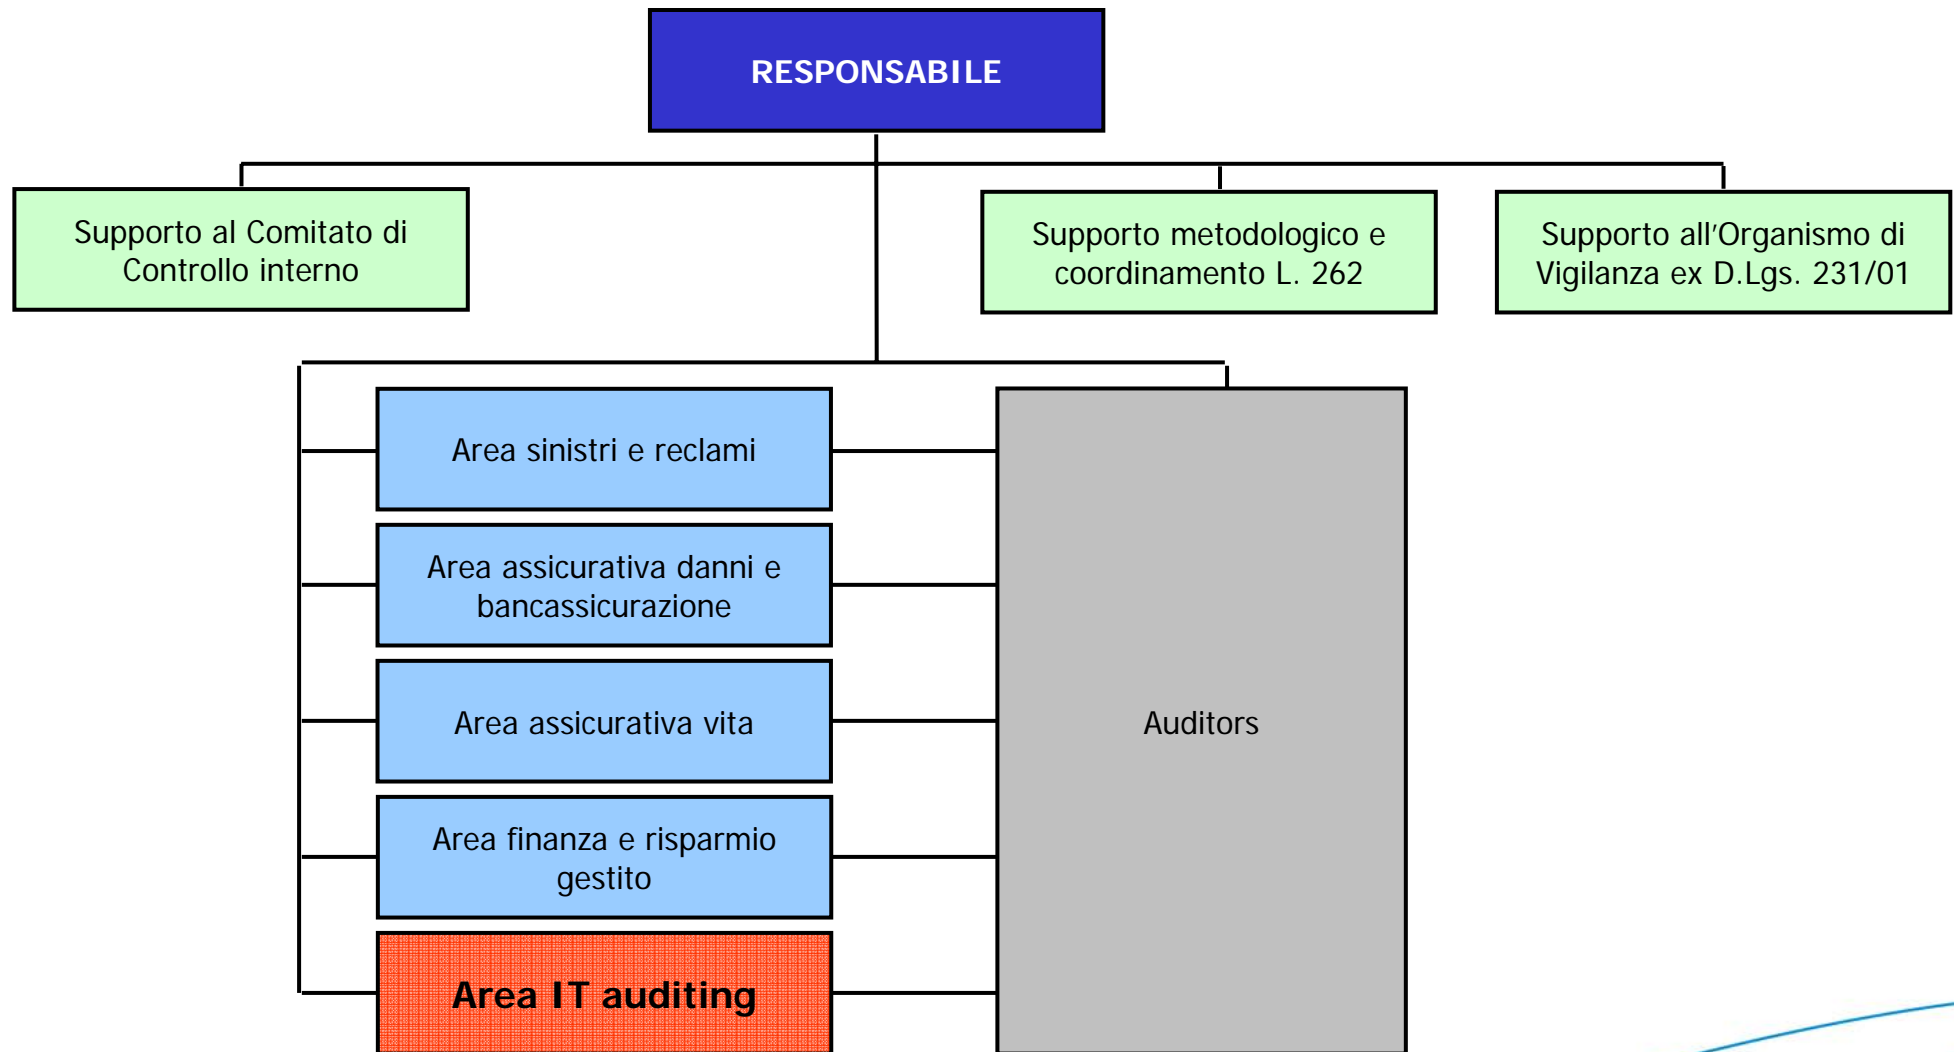 RESPONSABILE
Supporto al Comitato di
Controllo interno
Supporto metodologico e
coordinamento L. 262
Supporto all'Organismo di
Vigilanza ex D.Lgs. 231/01
Area sinistri e reclami
Area assicurativa danni e
bancassicurazione
Area assicurativa vita
Area finanza e risparmio
gestito
Area IT auditing
Auditors